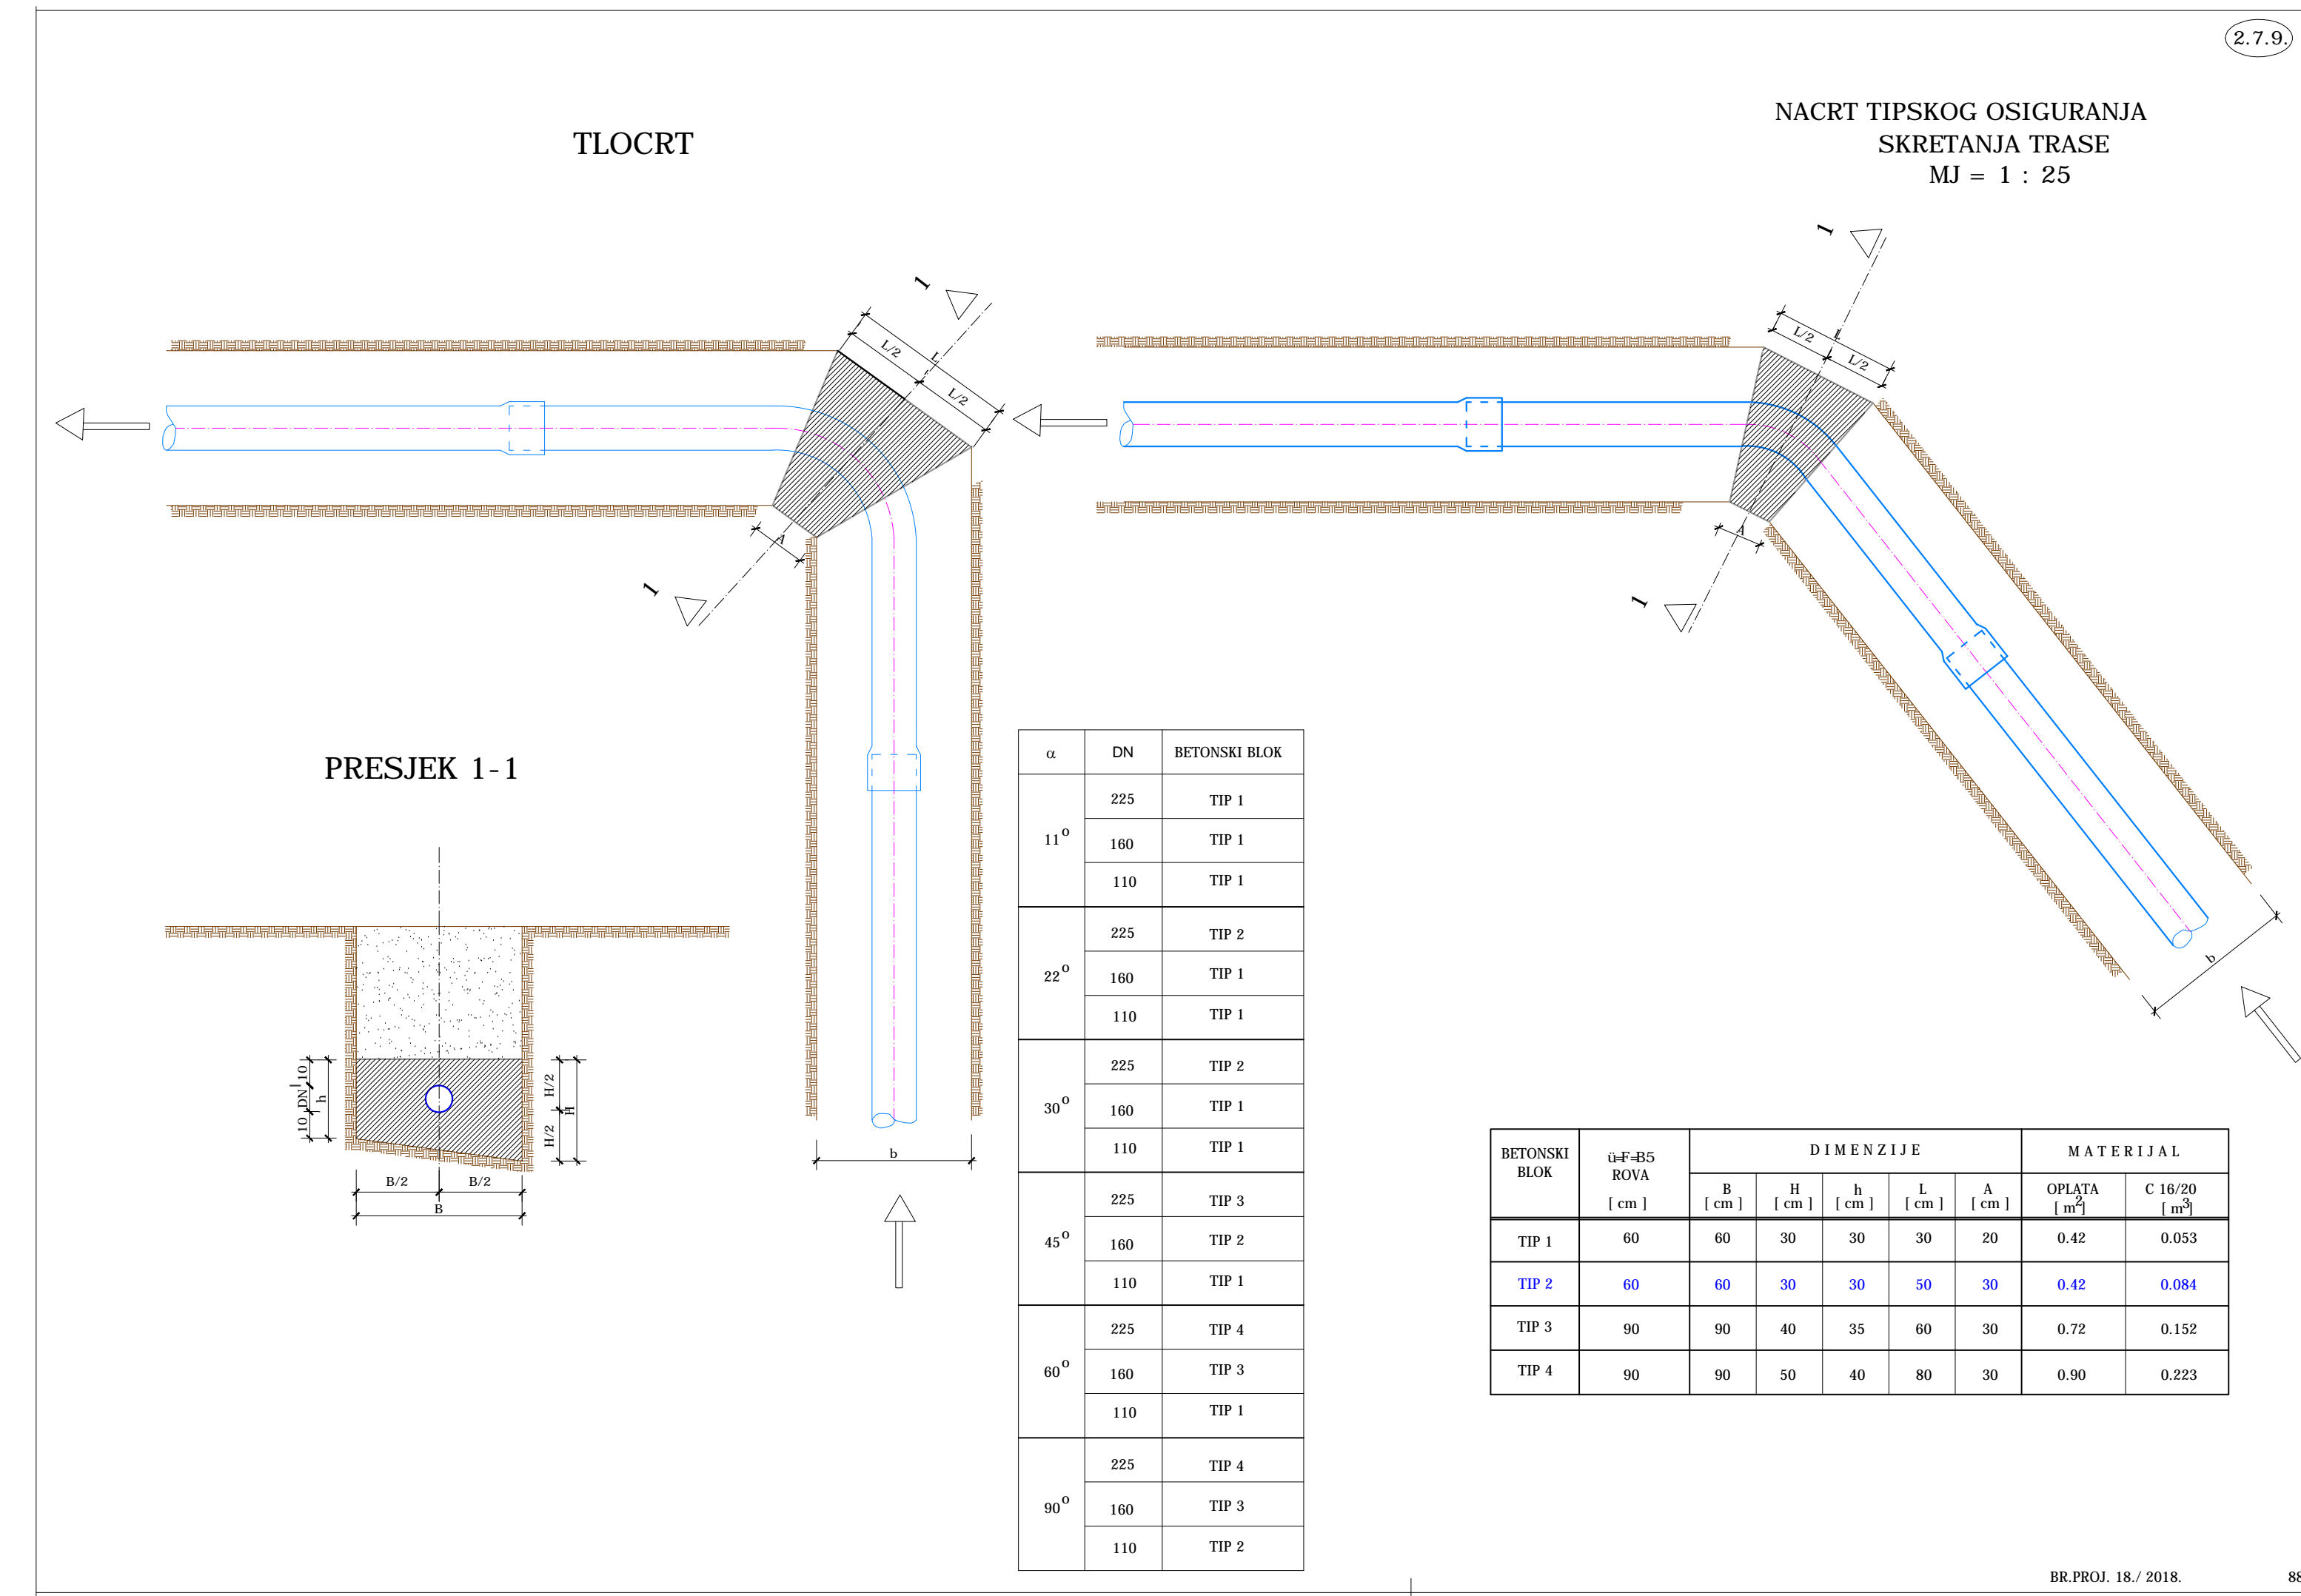 2.7.9.
TLOCRT
NACRT TIPSKOG OSIGURANJA
SKRETANJA TRASE
MJ = 1 : 25
1
L/2
L
L/2
A
1
1
L/2
L
L/2
A
1
b
b
PRESJEK 1-1
10
DN
10
h
H/2
H/2
H
B/2
B/2
B
α DN BETONSKI BLOK
11° 225 TIP 1
160 TIP 1
110 TIP 1
22° 225 TIP 2
160 TIP 1
110 TIP 1
30° 225 TIP 2
160 TIP 1
110 TIP 1
45° 225 TIP 3
160 TIP 2
110 TIP 1
60° 225 TIP 4
160 TIP 3
110 TIP 1
90° 225 TIP 4
160 TIP 3
110 TIP 2
BETONSKI BLOK
ROVA
[ cm ]
DIMENZIJE
MATERIJAL
B [ cm ]
H [ cm ]
h [ cm ]
L [ cm ]
A [ cm ]
OPLATA [ m² ]
C 16/20 [ m³ ]
TIP 1 60 60 30 30 30 20 0.42 0.053
TIP 2 60 60 30 30 50 30 0.42 0.084
TIP 3 90 90 40 35 60 30 0.72 0.152
TIP 4 90 90 50 40 80 30 0.90 0.223
BR.PROJ. 18./ 2018.
88